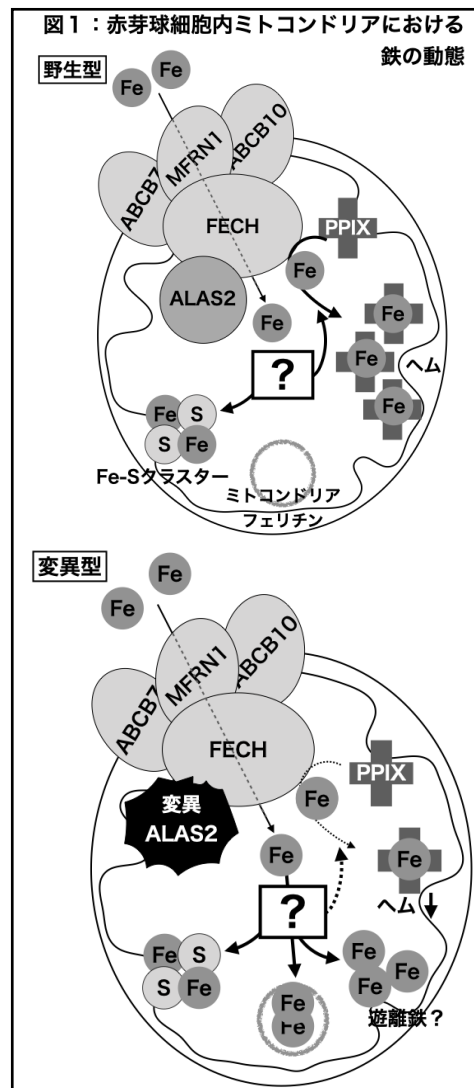 図1：赤芽球細胞内ミトコンドリアにおける
鉄の動態
野生型
Fe
Fe
ABCB7
MFRN1
ABCB10
FECH
PPIX
ALAS2
Fe
Fe
Fe
Fe
Fe
ヘム
?
Fe
S
S
Fe
Fe-Sクラスター
ミトコンドリア
フェリチン
変異型
Fe
Fe
ABCB7
MFRN1
ABCB10
FECH
PPIX
変異
ALAS2
Fe
Fe
Fe
ヘム
?
Fe
S
S
Fe
Fe
Fe
Fe
Fe
Fe
遊離鉄？